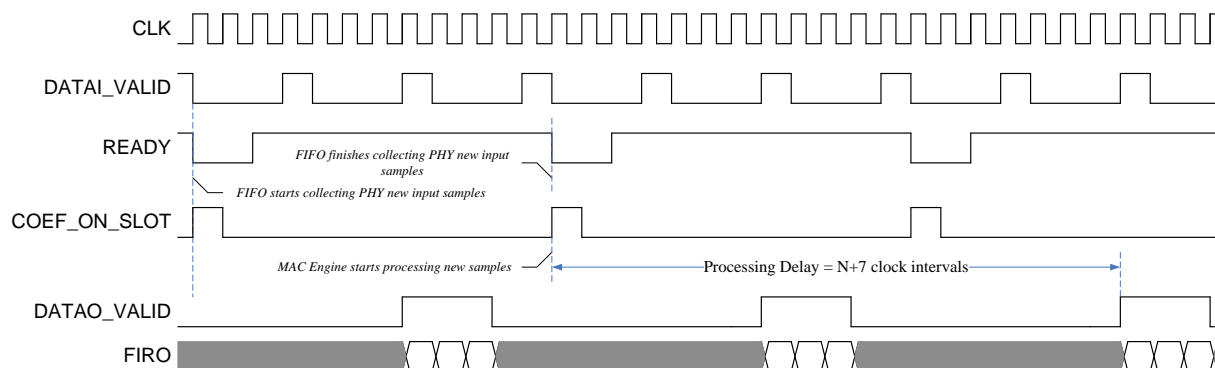 CLK
DATAI_VALID
READY
FIFO finishes collecting PHY new input
samples
FIFO starts collecting PHY new input samples
COEF_ON_SLOT
MAC Engine starts processing new samples
Processing Delay = N+7 clock intervals
DATAO_VALID
FIRO